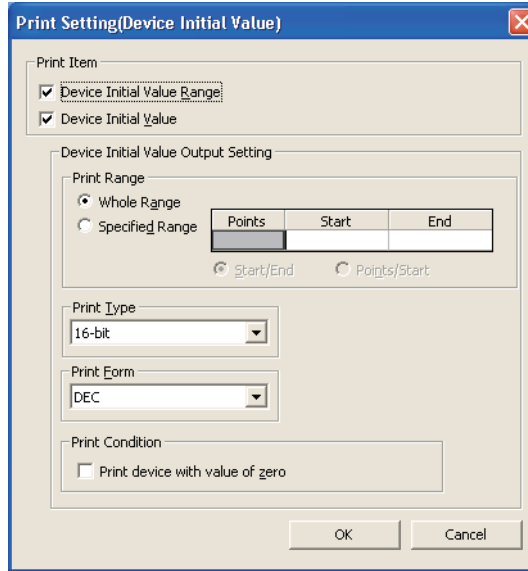 Print Setting(Device Initial Value)
Print Item
Device Initial Value Range
Device Initial Value
Device Initial Value Output Setting
Print Range
Whole Range
Specified Range
Points Start End
Start/End Points/Start
Print Type
16-bit
Print Form
DEC
Print Condition
Print device with value of zero
OK Cancel